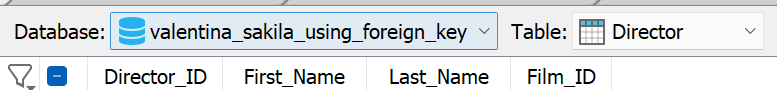 Database: valentina_sakila_using_foreign_key Table: Director
Director_ID First_Name Last_Name Film_ID